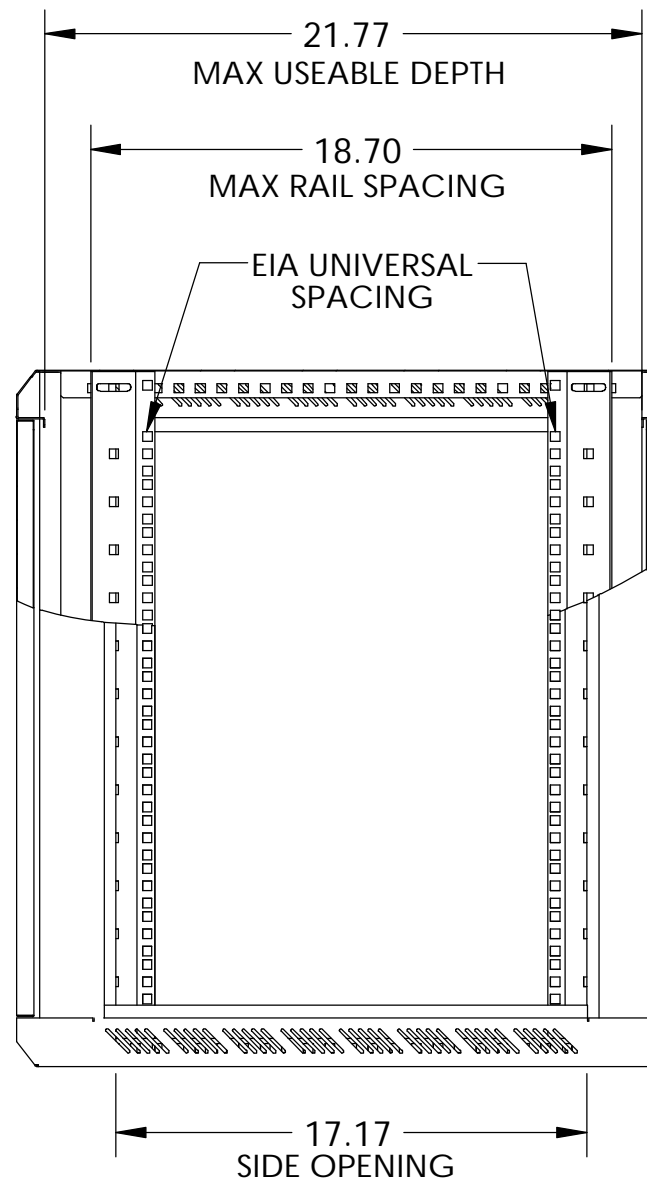 21.77
MAX USEABLE DEPTH
18.70
MAX RAIL SPACING
EIA UNIVERSAL
SPACING
17.17
SIDE OPENING